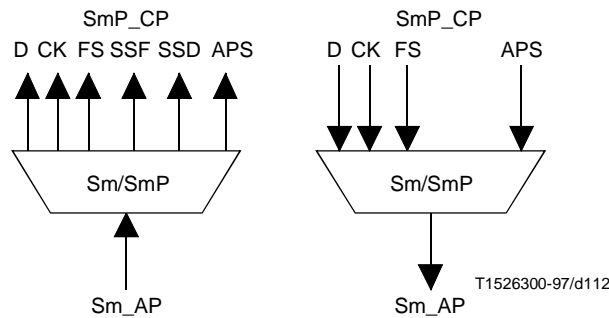 SmP_CP
D CK FS SSF SSD APS
Sm/SmP
Sm_AP
SmP_CP
D CK FS APS
Sm/SmP
Sm_AP
T1526300-97/d112